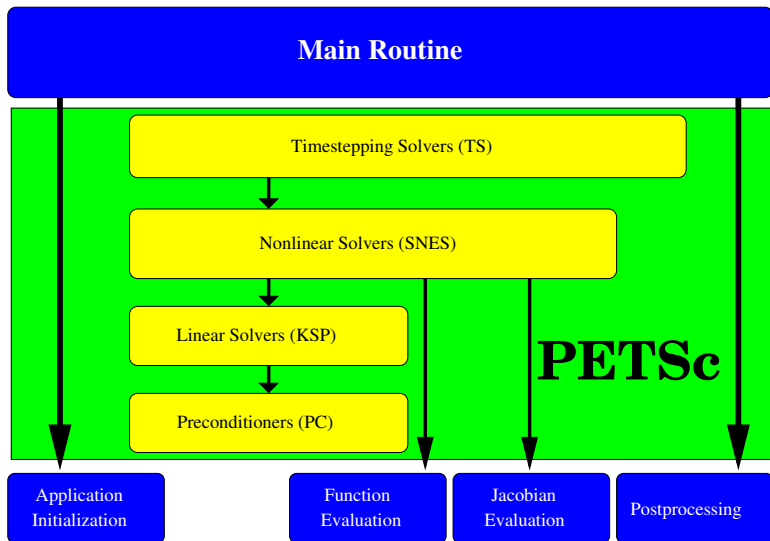 Main Routine
Timestepping Solvers (TS)
Nonlinear Solvers (SNES)
Linear Solvers (KSP)
PETSc
Preconditioners (PC)
Application
Initialization
Function
Evaluation
Jacobian
Evaluation
Postprocessing